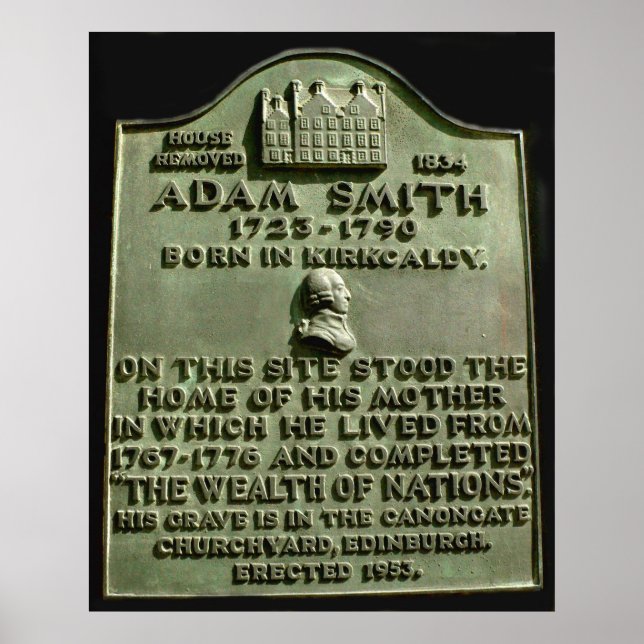 HOUSE
REMOVED 1834
ADAM SMITH
1723-1790
BORN IN KIRKCALDY.
ON THIS SITE STOOD THE
HOME OF HIS MOTHER
IN WHICH HE LIVED FROM
1767-1776 AND COMPLETED
"THE WEALTH OF NATIONS".
HIS GRAVE IS IN THE CANONGATE
CHURCHYARD, EDINBURGH.
ERECTED 1953.